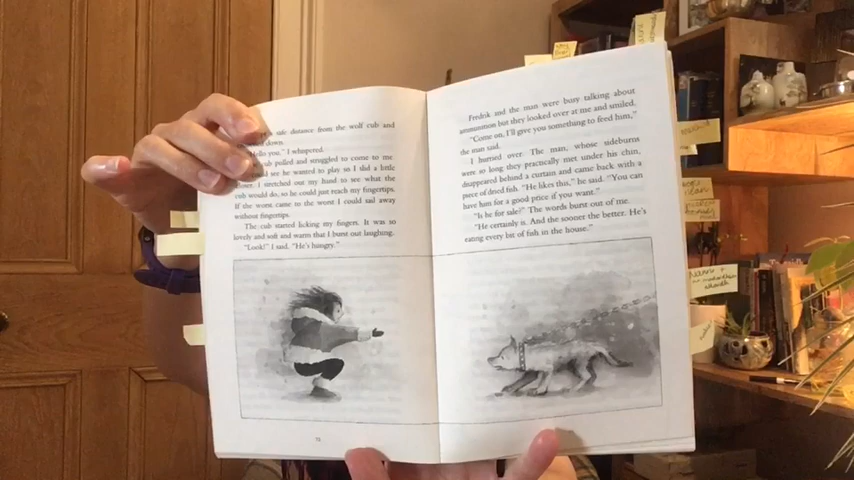 safe distance from the wolf cub and
down.
"Hello you," I whispered.
cub pulled and struggled to come to me
see he wanted to play so I slid a little
I stretched out my hand to see what the
cub would do, so he could just reach my fingertips.
If the worst came to the worst I could sail away
without fingertips.
The cub started licking my fingers. It was so
lovely and soft and warm that I burst out laughing.
"Look!" I said. "He's hungry."
72
Fredrik and the man were busy talking about
ammunition but they looked over at me and smiled.
"Come on, I'll give you something to feed him,"
the man said.
I hurried over. The man, whose sideburns
were so long they practically met under his chin,
disappeared behind a curtain and came back with a
piece of dried fish. "He likes this," he said. "You can
have him for a good price if you want."
"Is he for sale?" The words burst out of me.
"He certainly is. And the sooner the better. He's
eating every bit of fish in the house."